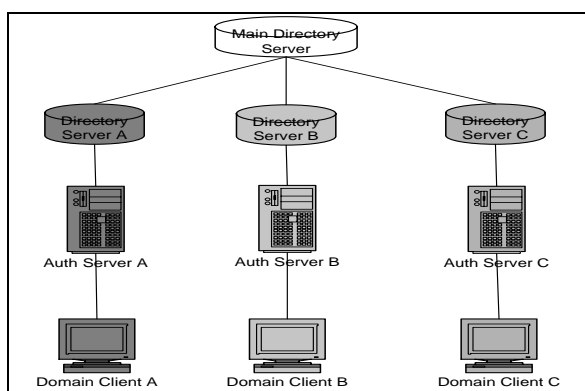 Main Directory
Server
Directory
Server A
Directory
Server B
Directory
Server C
Auth Server A
Auth Server B
Auth Server C
Domain Client A
Domain Client B
Domain Client C